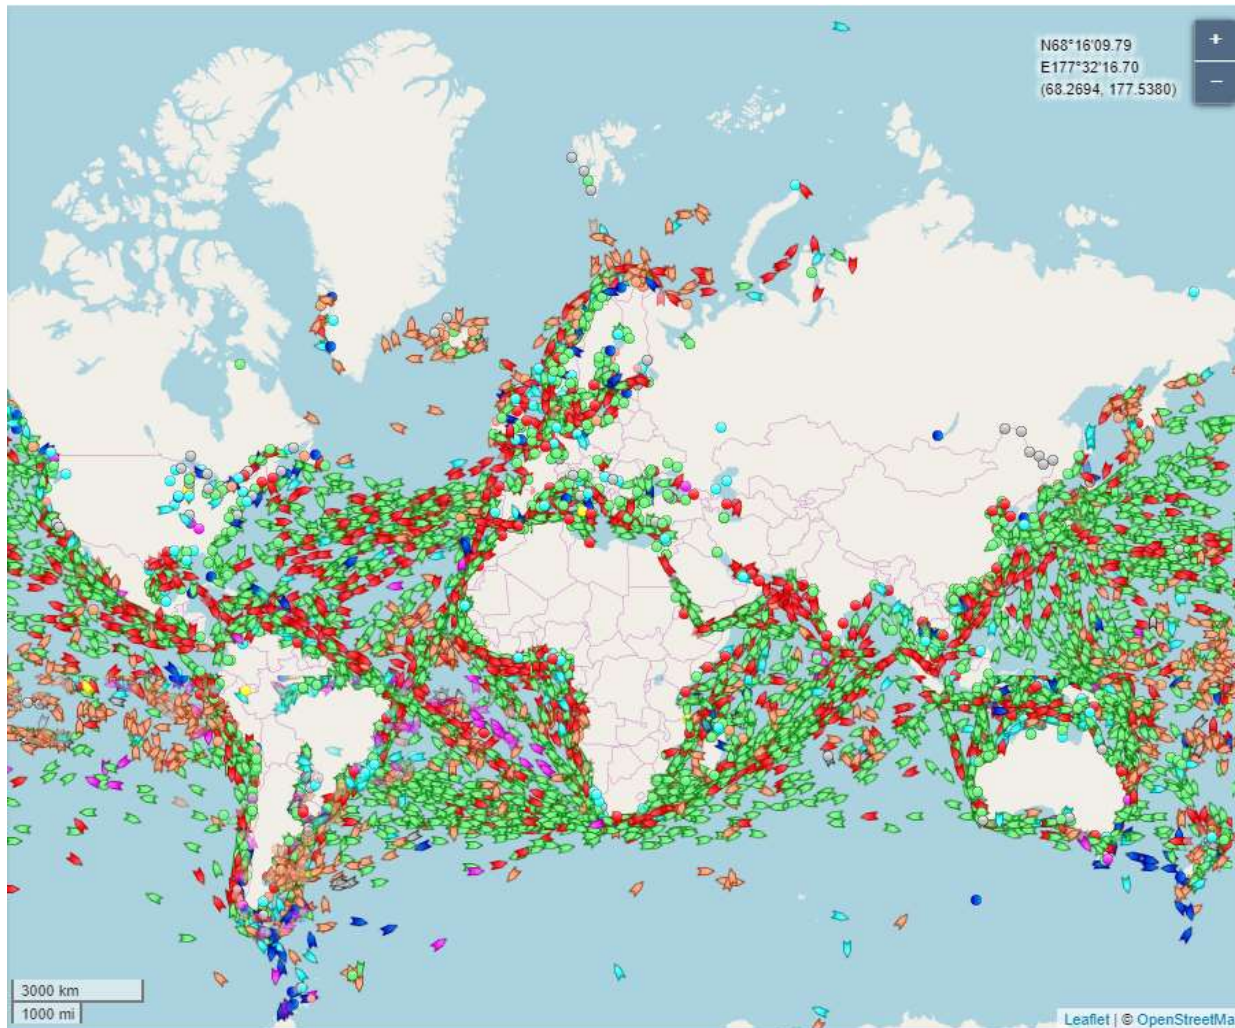 N68°16'09.79
E177°32'16.70
(68.2694, 177.5380)
+
−
3000 km
1000 mi
Leaflet | © OpenStreetMa